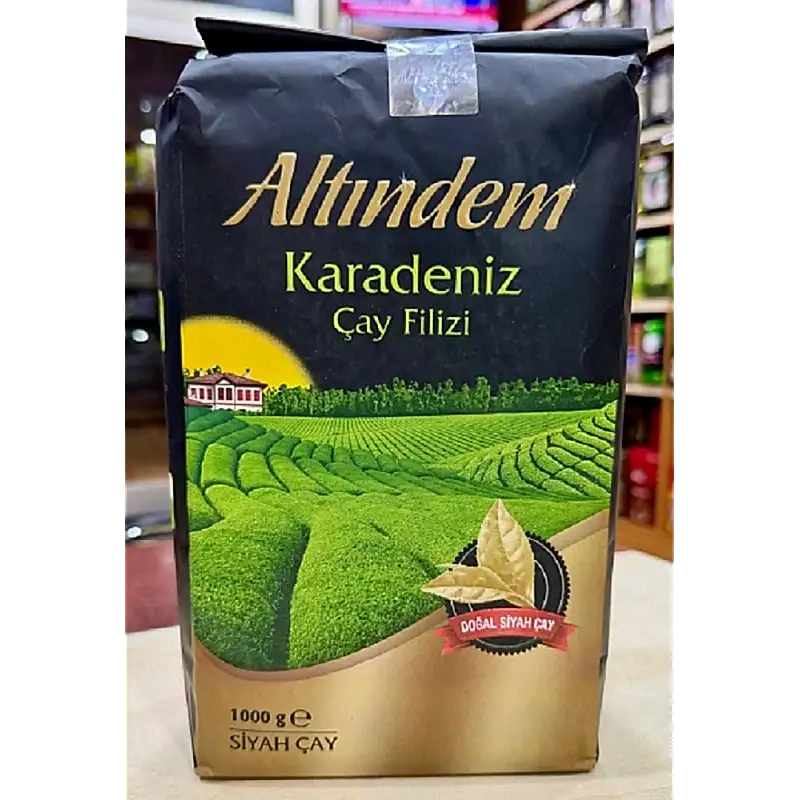 Altındem
Karadeniz
Çay Filizi
DOĞAL SİYAH ÇAY
1000 g ℮
SİYAH ÇAY